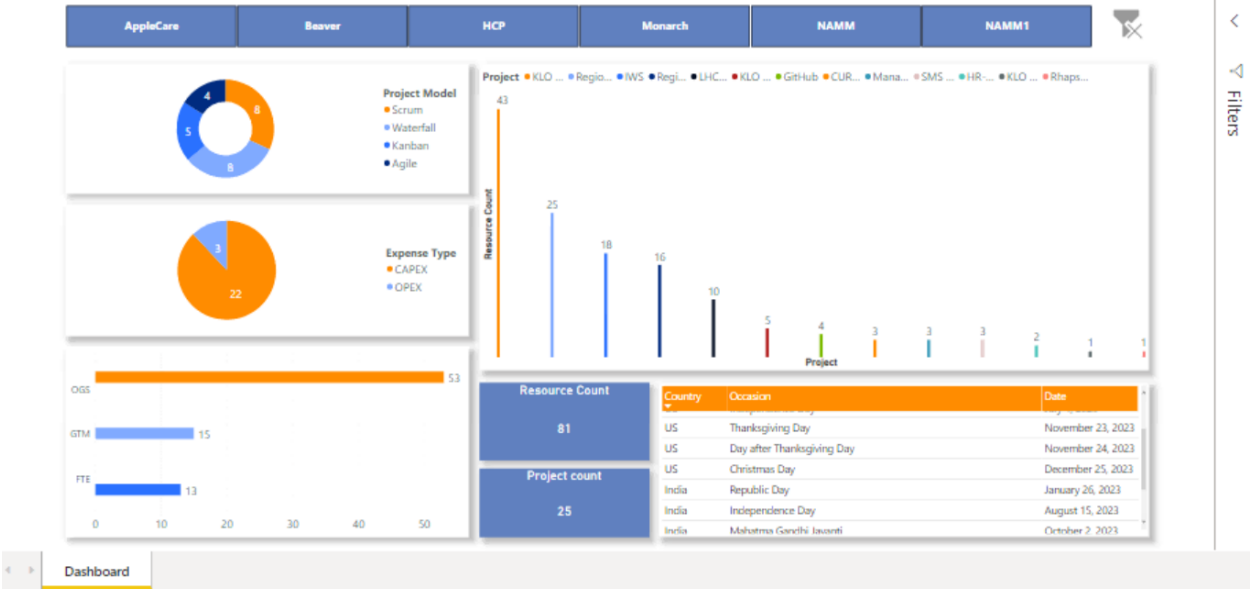 AppleCare Beaver HCP Monarch NAMM NAMM1
Filters
8
8
5
4
Project Model
Scrum
Waterfall
Kanban
Agile
3
22
Expense Type
CAPEX
OPEX
OGS 53
GTM 15
FTE 13
0 10 20 30 40 50
Project KLO ... Regio... IWS Regi... LHC... KLO ... GitHub CUR... Mana... SMS ... HR-... KLO ... Rhaps...
Resource Count
43
25
18
16
10
5
4
3
3
3
2
1
1
Project
Resource Count
81
Project count
25
Country Occasion Date
US Thanksgiving Day November 23, 2023
US Day after Thanksgiving Day November 24, 2023
US Christmas Day December 25, 2023
India Republic Day January 26, 2023
India Independence Day August 15, 2023
India Mahatma Gandhi Jayanti October 2, 2023
Dashboard